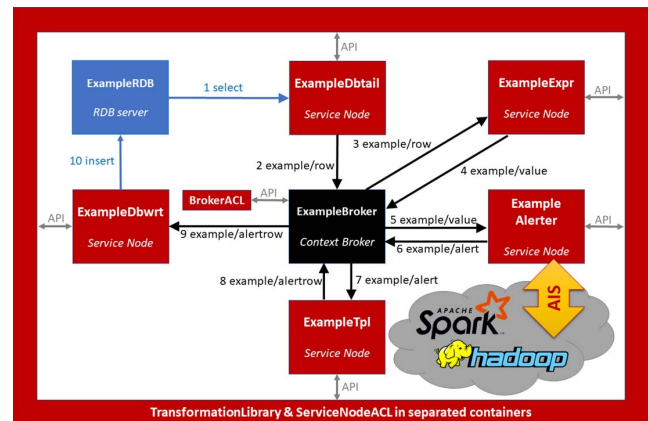 API
ExampleRDB
RDB server
1 select
ExampleDbtail
Service Node
ExampleExpr
Service Node
API
3 example/row
2 example/row
4 example/value
10 insert
API
BrokerACL
ExampleDbwrt
Service Node
API
ExampleBroker
Context Broker
5 example/value
6 example/alert
Example
Alerter
Service Node
API
9 example/alertrow
8 example/alertrow
7 example/alert
ExampleTpl
Service Node
AIS
APACHE
Spark
hadoop
API
TransformationLibrary & ServiceNodeACL in separated containers